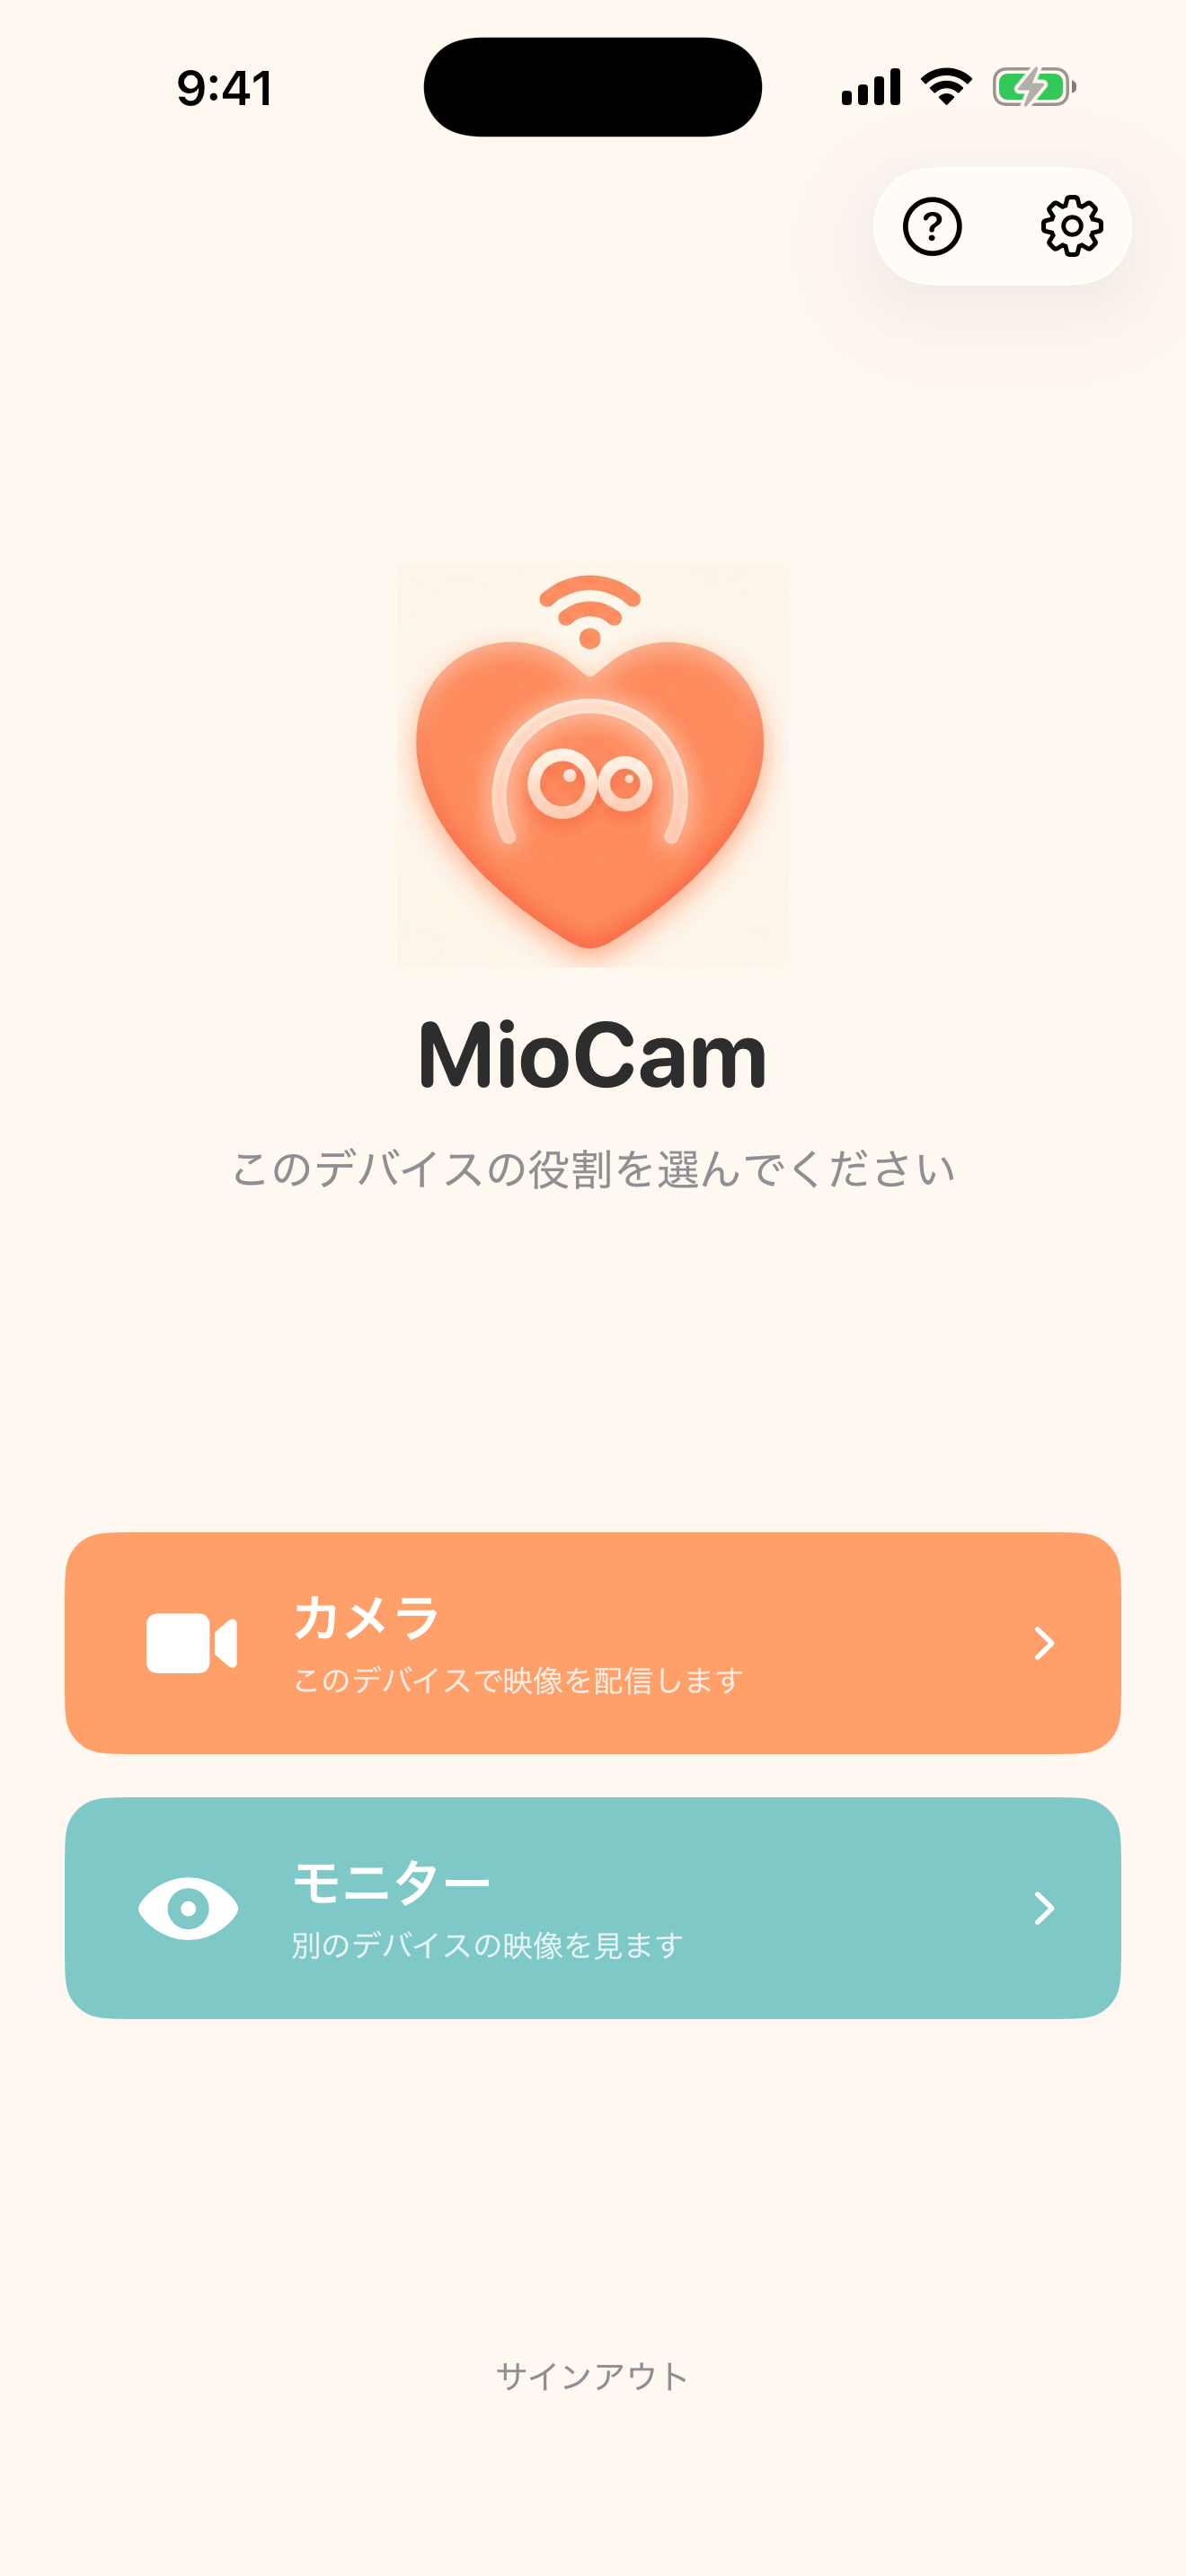 9:41
?
MioCam
このデバイスの役割を選んでください
カメラ
このデバイスで映像を配信します
モニター
別のデバイスの映像を見ます
サインアウト